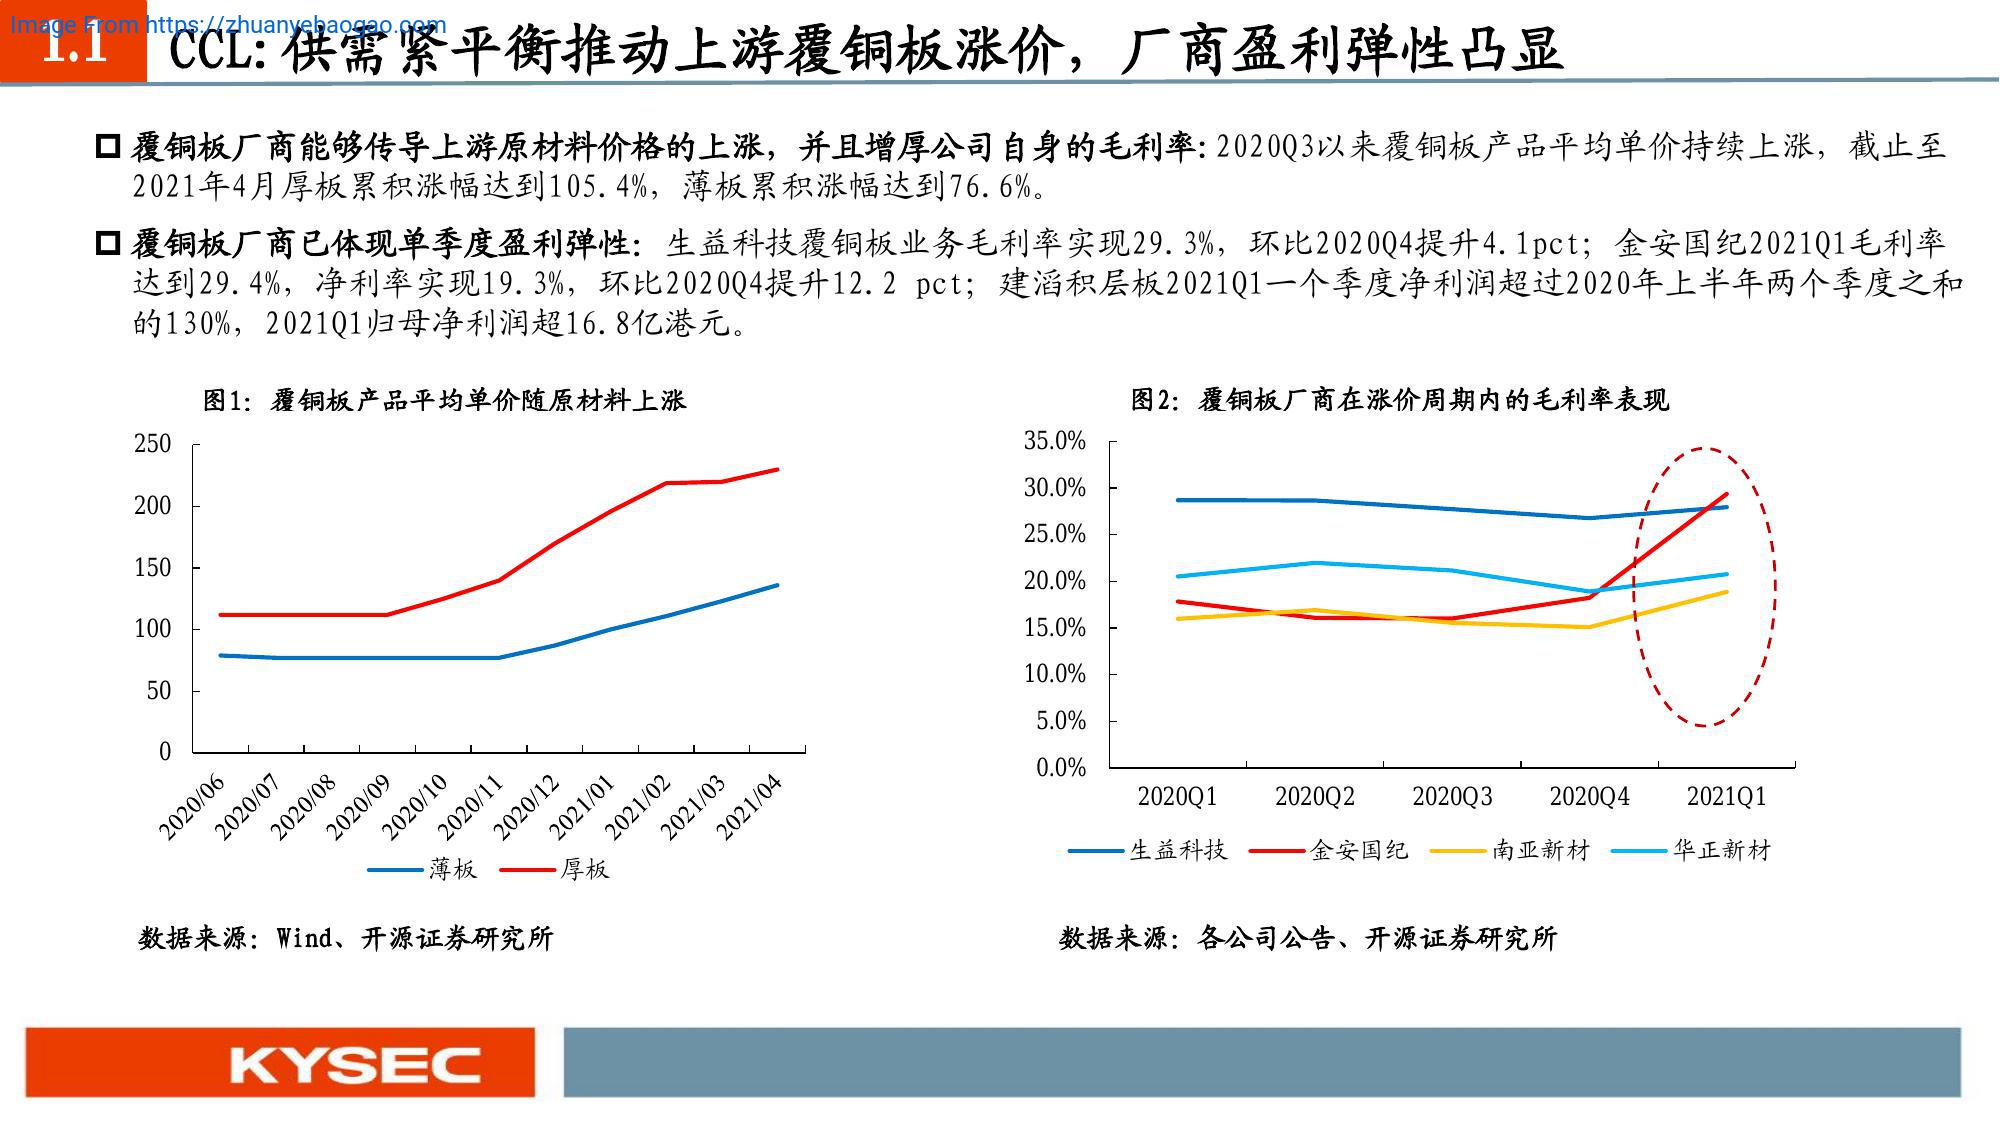 Image From https://zhuanyebaogao.com
1.1
CCL:供需紧平衡推动上游覆铜板涨价，厂商盈利弹性凸显
覆铜板厂商能够传导上游原材料价格的上涨，并且增厚公司自身的毛利率:2020Q3以来覆铜板产品平均单价持续上涨，截止至
2021年4月厚板累积涨幅达到105.4%，薄板累积涨幅达到76.6%。
覆铜板厂商已体现单季度盈利弹性：生益科技覆铜板业务毛利率实现29.3%，环比2020Q4提升4.1pct；金安国纪2021Q1毛利率
达到29.4%，净利率实现19.3%，环比2020Q4提升12.2 pct；建滔积层板2021Q1一个季度净利润超过2020年上半年两个季度之和
的130%，2021Q1归母净利润超16.8亿港元。
图1：覆铜板产品平均单价随原材料上涨
250
200
150
100
50
0
2020/06
2020/07
2020/08
2020/09
2020/10
2020/11
2020/12
2021/01
2021/02
2021/03
2021/04
薄板 厚板
数据来源：Wind、开源证券研究所
图2：覆铜板厂商在涨价周期内的毛利率表现
35.0%
30.0%
25.0%
20.0%
15.0%
10.0%
5.0%
0.0%
2020Q1 2020Q2 2020Q3 2020Q4 2021Q1
生益科技 金安国纪 南亚新材 华正新材
数据来源：各公司公告、开源证券研究所
KYSEC